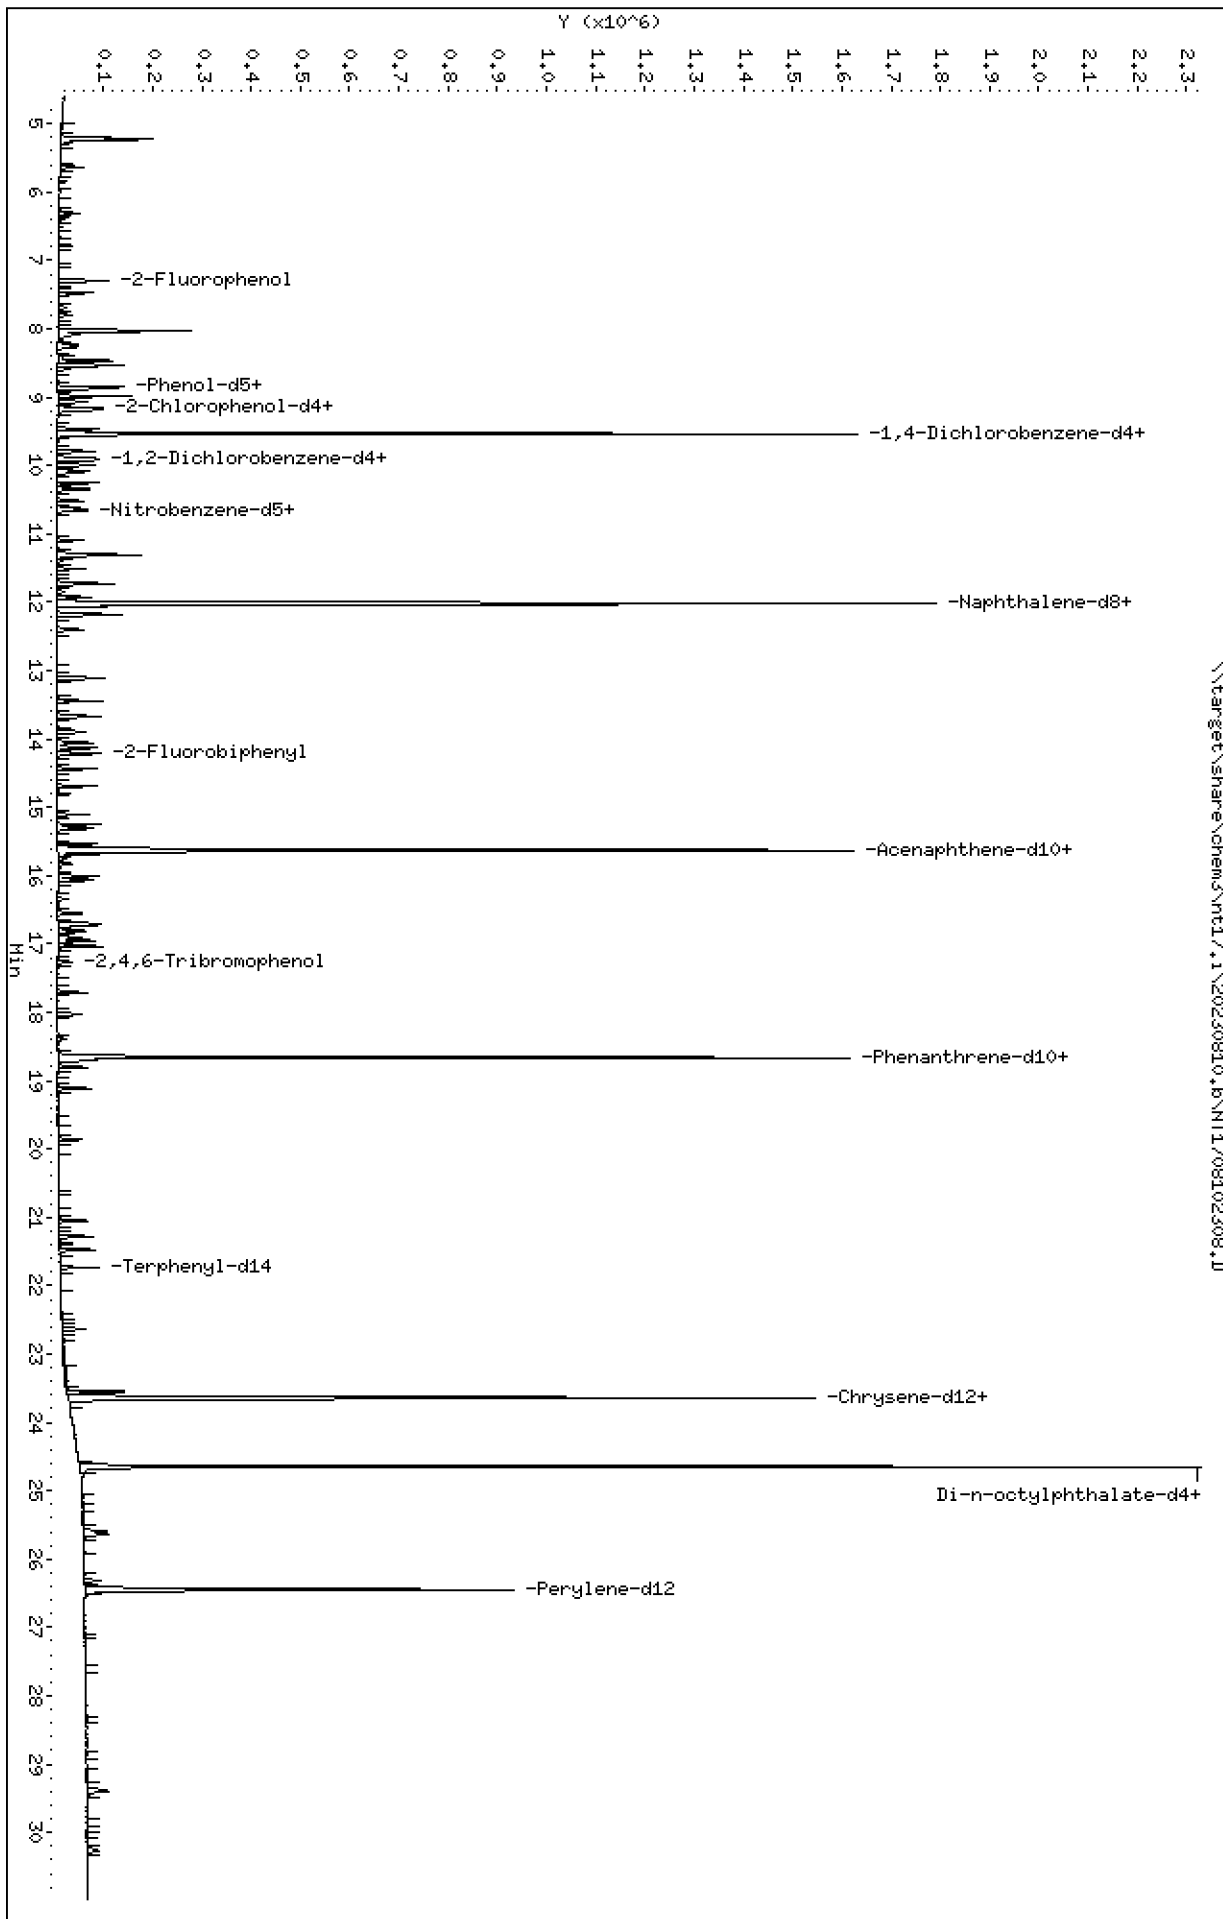 Y (x10^6)
0.1
0.2
0.3
0.4
0.5
0.6
0.7
0.8
0.9
1.0
1.1
1.2
1.3
1.4
1.5
1.6
1.7
1.8
1.9
2.0
2.1
2.2
2.3
5
6
7
8
9
10
11
12
13
14
15
16
17
18
19
20
21
22
23
24
25
26
27
28
29
30
Min
-2-Fluorophenol
-Phenol-d5+
-2-Chlorophenol-d4+
-1,4-Dichlorobenzene-d4+
-1,2-Dichlorobenzene-d4+
-Nitrobenzene-d5+
-Naphthalene-d8+
-2-Fluorobiphenyl
-Acenaphthene-d10+
-2,4,6-Tribromophenol
-Phenanthrene-d10+
-Terphenyl-d14
-Chrysene-d12+
Di-n-octylphthalate-d4+
-Perylene-d12